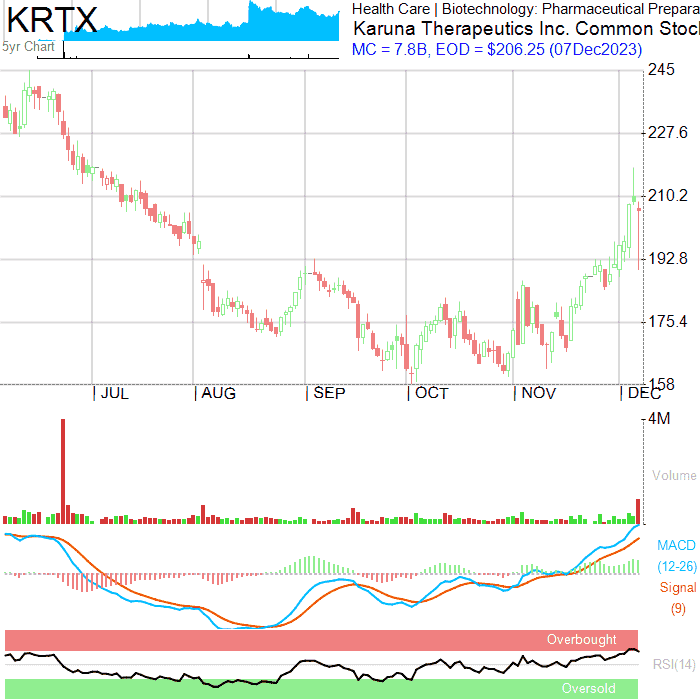 KRTX
5yr Chart
Health Care | Biotechnology: Pharmaceutical Prepara
Karuna Therapeutics Inc. Common Stoc
MC = 7.8B, EOD = $206.25 (07Dec2023)
245
227.6
210.2
192.8
175.4
158
JUL AUG SEP OCT NOV DEC
4M
Volume
MACD
(12-26)
Signal
(9)
Overbought
RSI(14)
Oversold